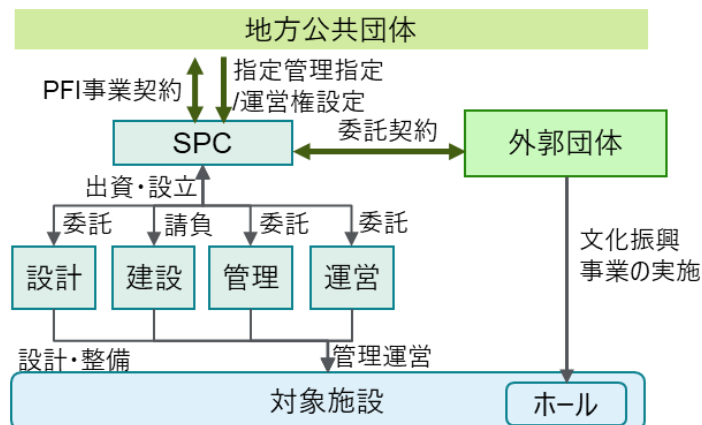 地方公共団体
PFI事業契約
指定管理指定
/運営権設定
SPC
委託契約
外郭団体
出資・設立
委託
請負
委託
委託
設計
建設
管理
運営
文化振興
事業の実施
設計・整備
管理運営
対象施設
ホール